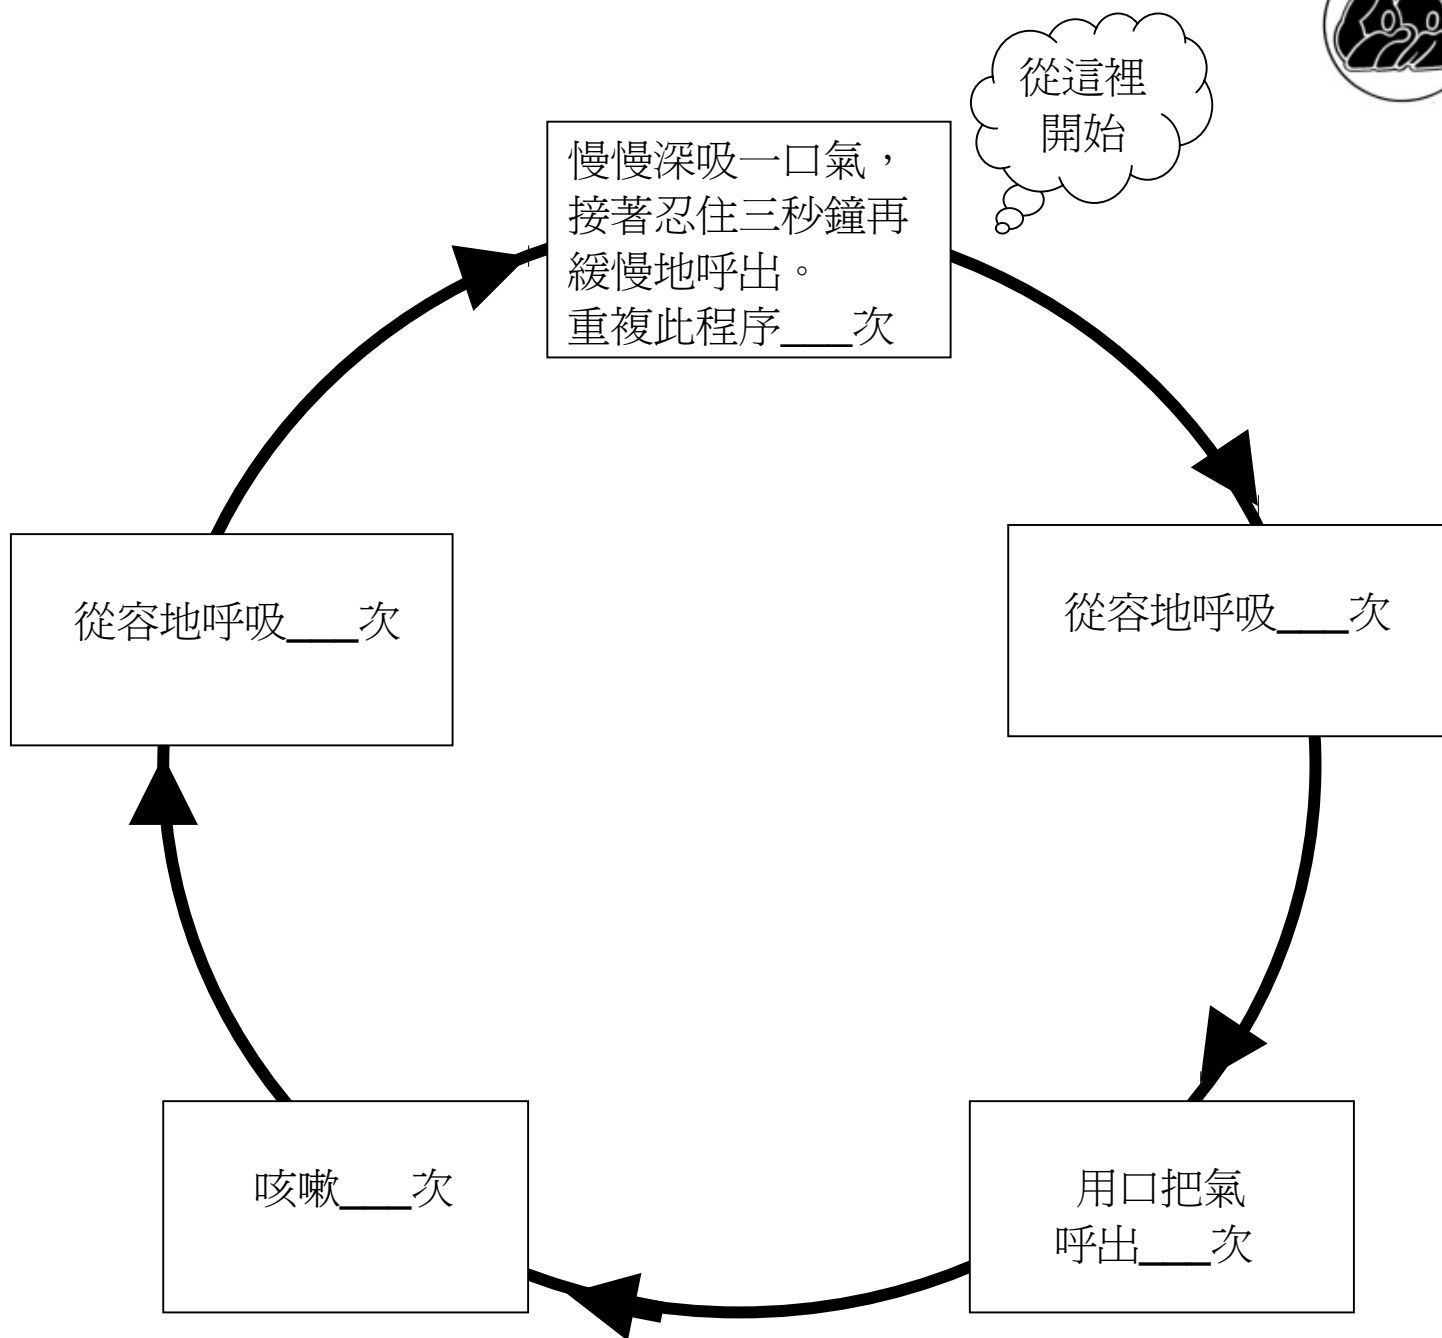 從這裡
開始
慢慢深吸一口氣，
接著忍住三秒鐘再
緩慢地呼出。
重複此程序___次
從容地呼吸___次
用口把氣
呼出___次
咳嗽___次
從容地呼吸___次